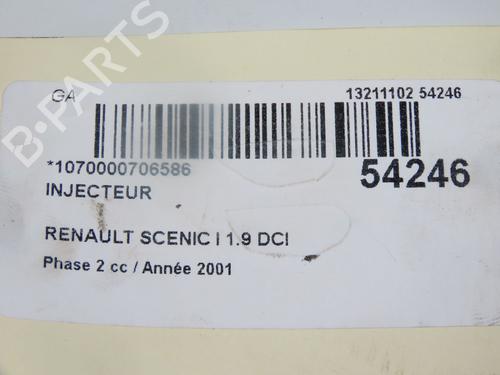 GA
13211102 54246
*1070000706586
54246
INJECTEUR
RENAULT SCENIC I 1.9 DCI
Phase 2 cc / Année 2001
B-PARTS